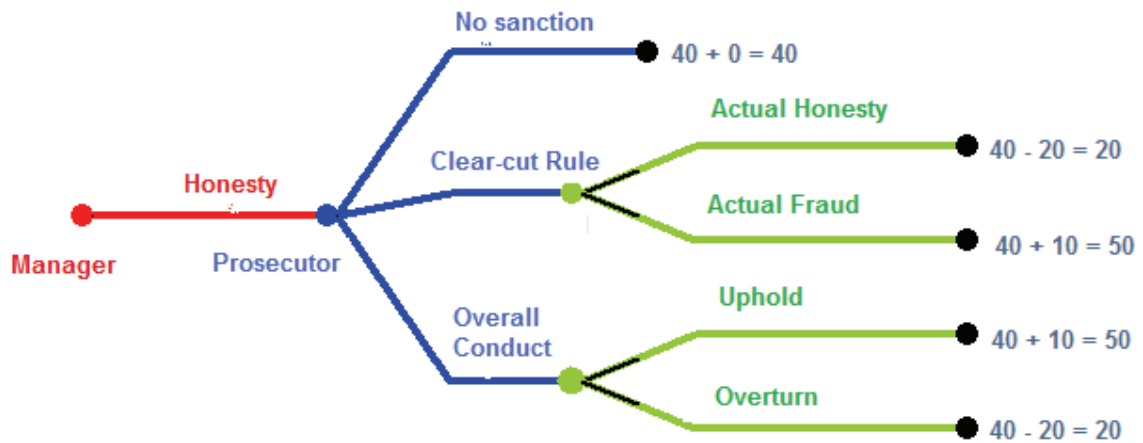 No sanction
40 + 0 = 40
Actual Honesty
40 - 20 = 20
Clear-cut Rule
Honesty
Actual Fraud
40 + 10 = 50
Manager
Prosecutor
Uphold
Overall
Conduct
40 + 10 = 50
Overturn
40 - 20 = 20